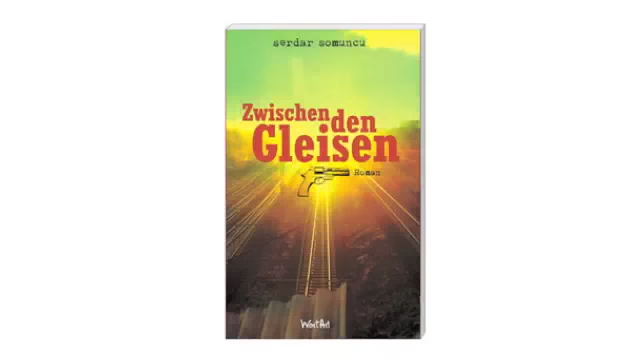 serdar somuncu
Zwischen
den
Gleisen
Roman
WortArt